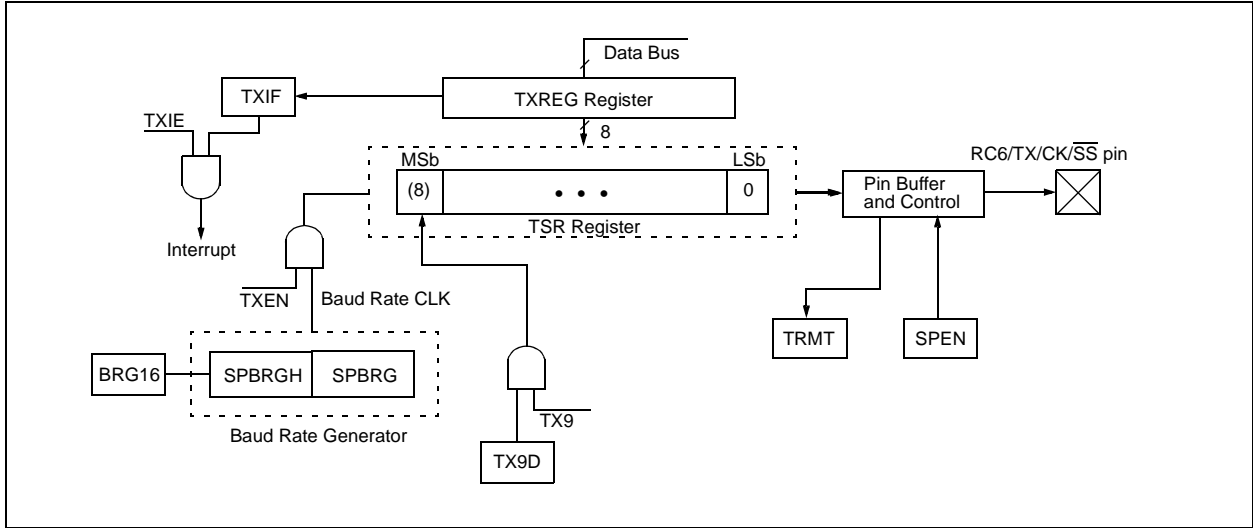 Data Bus
TXIF
TXREG Register
TXIE
8
MSb
LSb
RC6/TX/CK/S̅S̅ pin
(8)
• • •
0
Pin Buffer
and Control
TSR Register
Interrupt
TXEN
Baud Rate CLK
TRMT
SPEN
BRG16
SPBRGH
SPBRG
TX9
Baud Rate Generator
TX9D